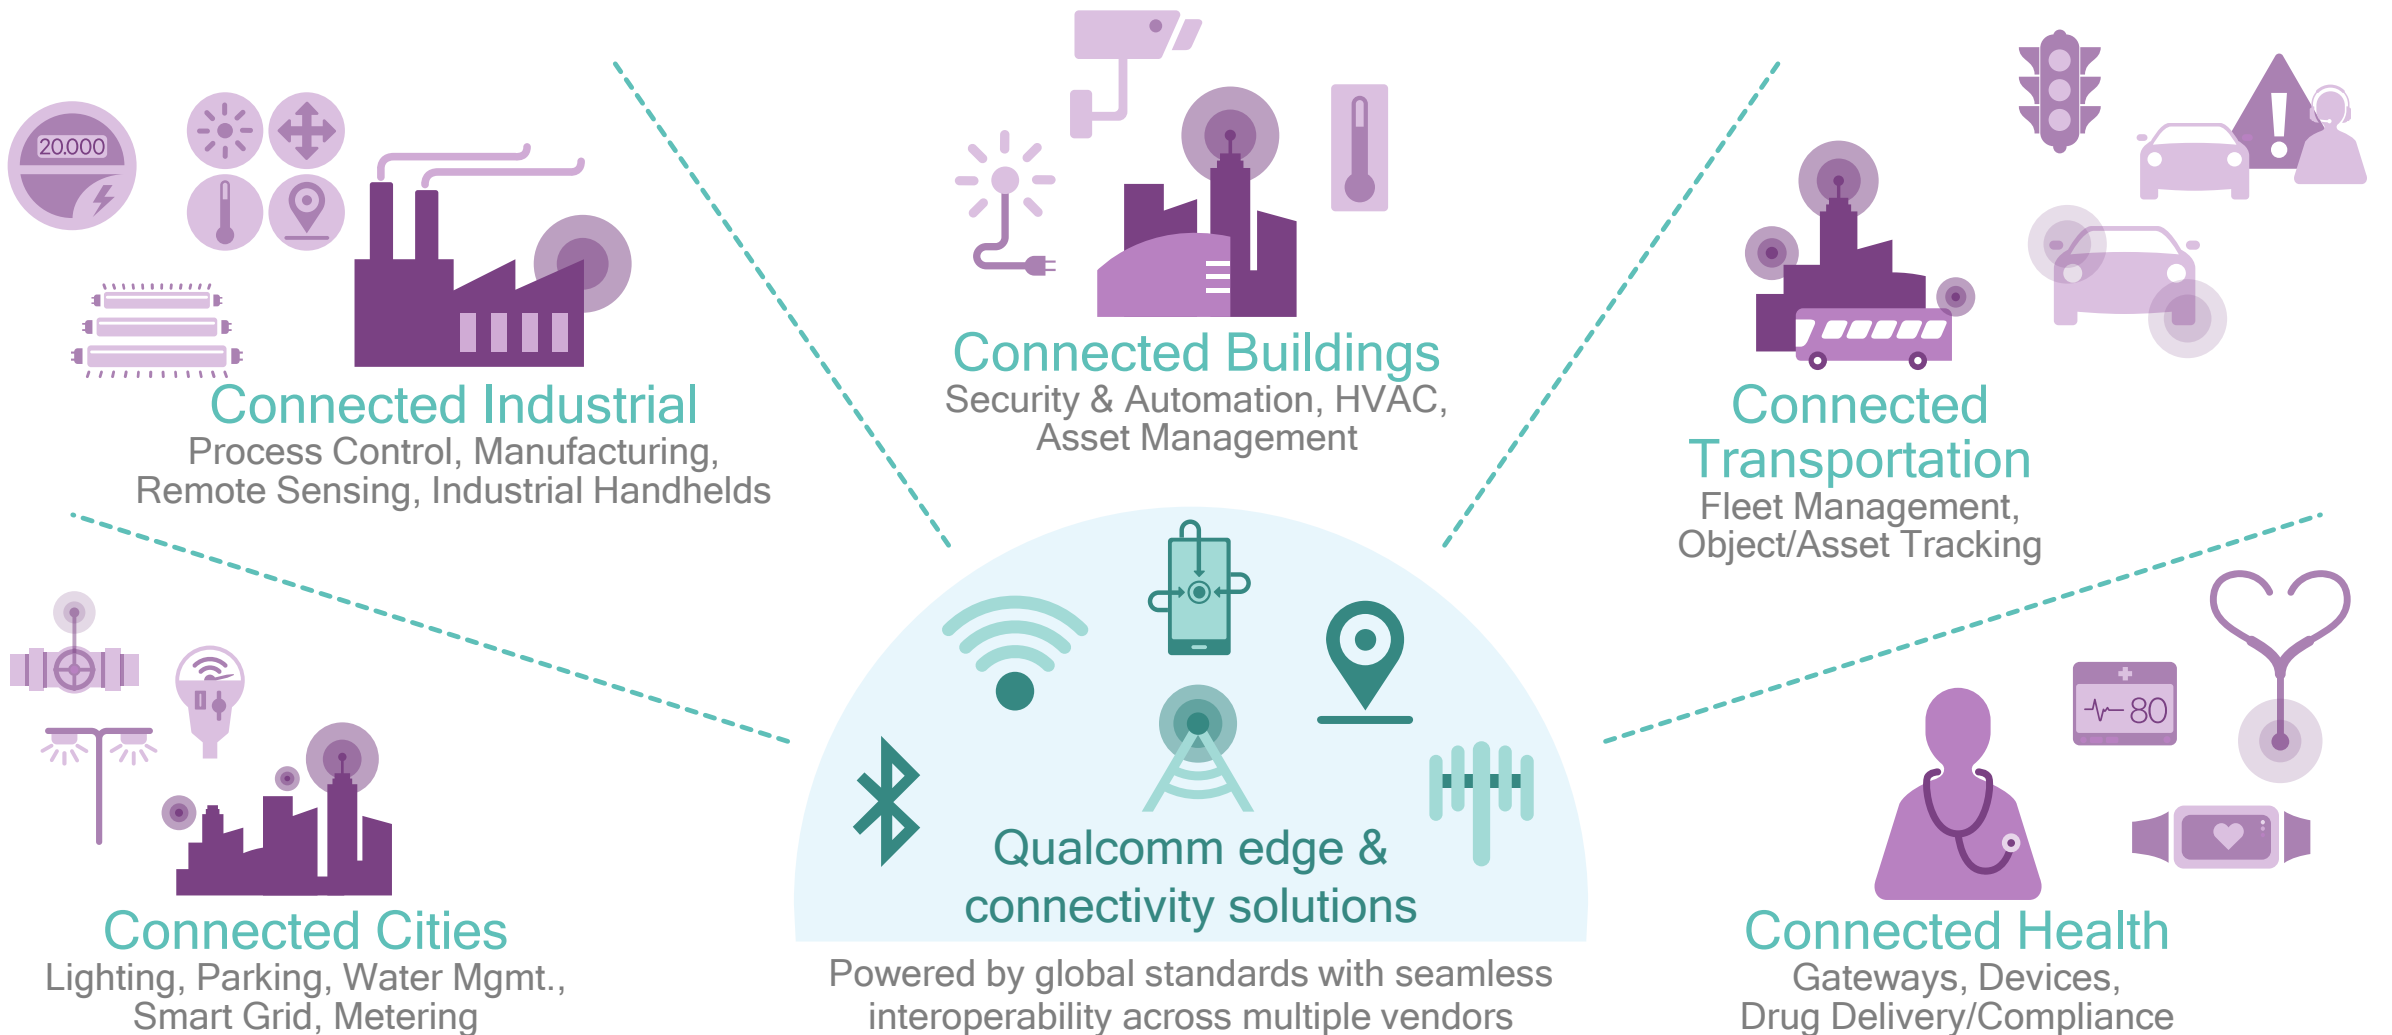 20.000
Connected Industrial
Process Control, Manufacturing,
Remote Sensing, Industrial Handhelds
Connected Buildings
Security & Automation, HVAC,
Asset Management
Connected
Transportation
Fleet Management,
Object/Asset Tracking
Connected Cities
Lighting, Parking, Water Mgmt.,
Smart Grid, Metering
Qualcomm edge &
connectivity solutions
Powered by global standards with seamless
interoperability across multiple vendors
80
Connected Health
Gateways, Devices,
Drug Delivery/Compliance